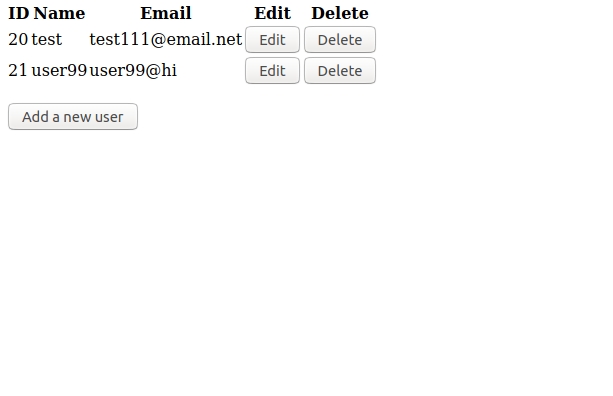 ID Name Email Edit Delete
20 test test111@email.net Edit Delete
21 user99 user99@hi Edit Delete
Add a new user